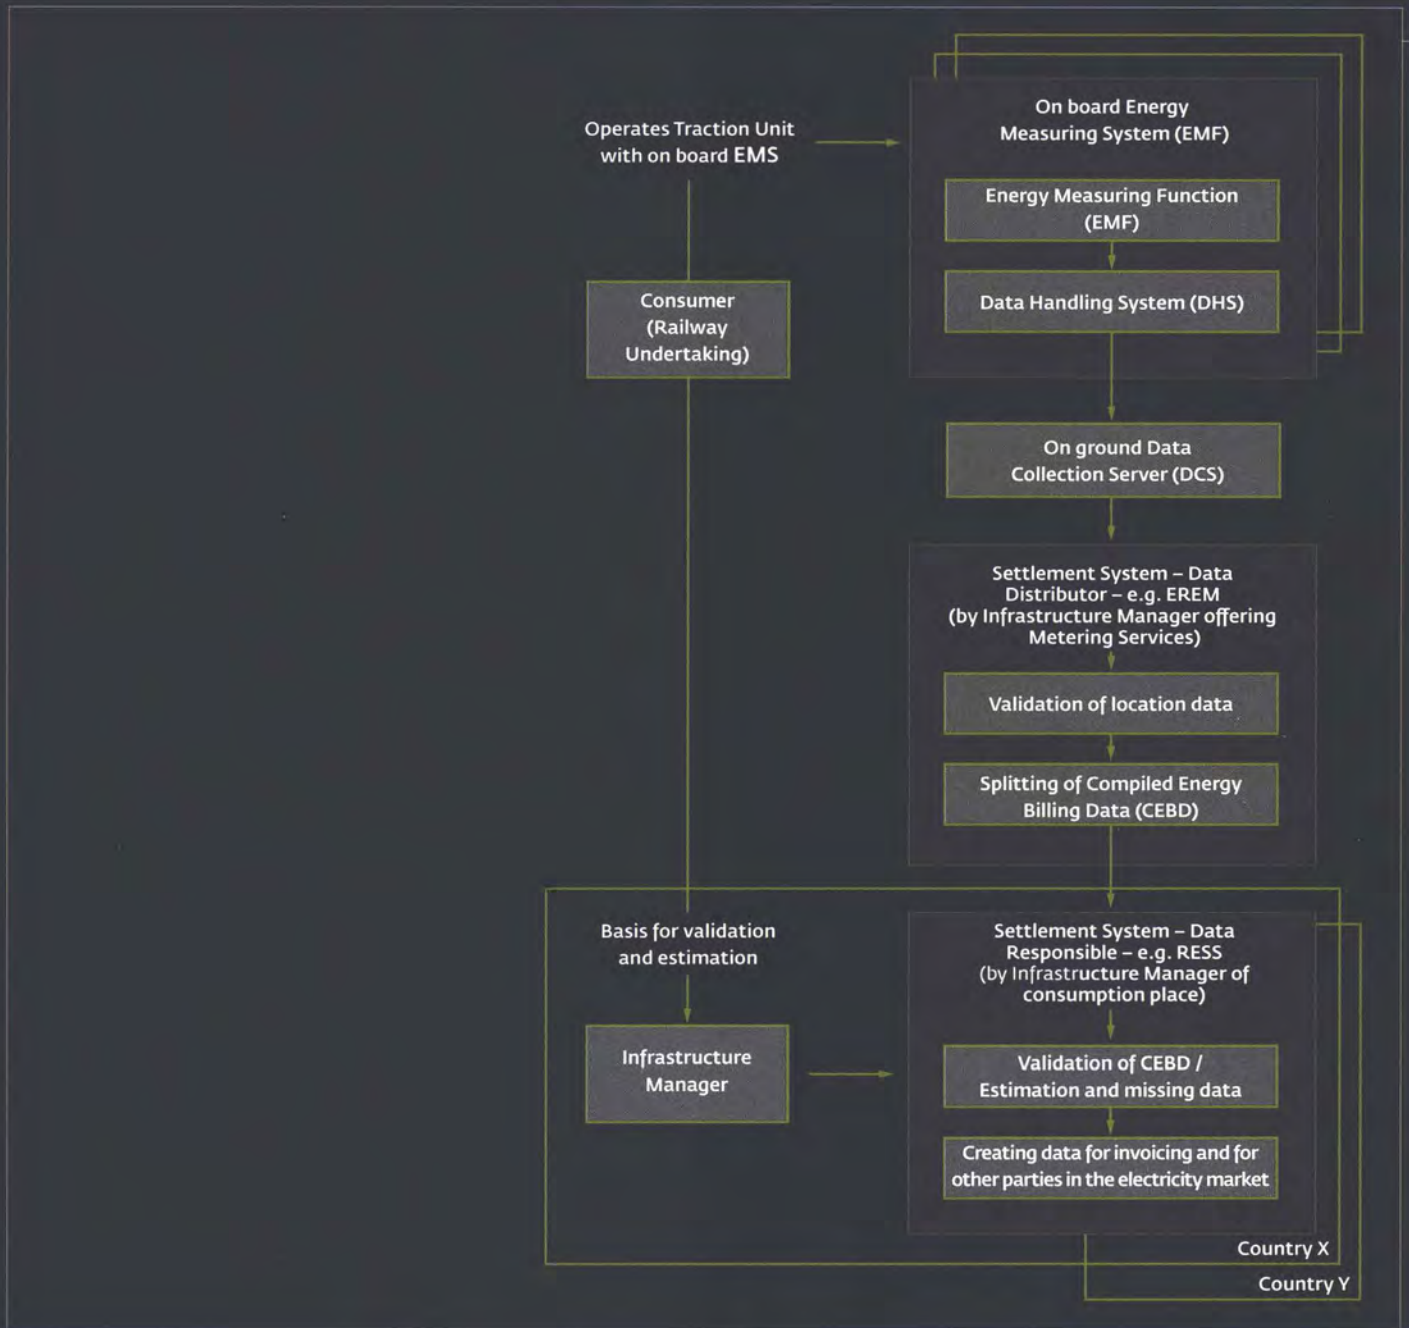 On board Energy
Measuring System (EMF)
Operates Traction Unit
with on board EMS
Energy Measuring Function
(EMF)
Data Handling System (DHS)
Consumer
(Railway
Undertaking)
On ground Data
Collection Server (DCS)
Settlement System – Data
Distributor – e.g. EREM
(by Infrastructure Manager offering
Metering Services)
Validation of location data
Splitting of Compiled Energy
Billing Data (CEBD)
Basis for validation
and estimation
Settlement System – Data
Responsible – e.g. RESS
(by Infrastructure Manager of
consumption place)
Infrastructure
Manager
Validation of CEBD /
Estimation and missing data
Creating data for invoicing and for
other parties in the electricity market
Country X
Country Y